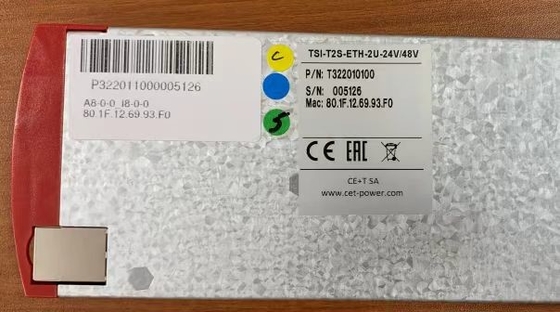 P322011000005126
A8-0-0_I8-0-0
80.1F.12.69.93.F0
C
5
TSI-T2S-ETH-2U-24V/48V
P/N: T322010100
S/N: 005126
Mac: 80.1F.12.69.93.F0
CE EAC
CE+T SA
www.cet-power.com